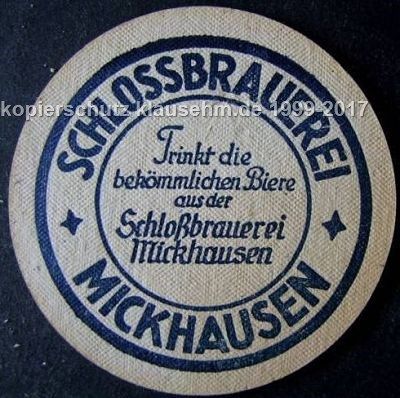 SCHLOSSBRAUEREI
kopierschutz klausehm.de 1999-2017
Trinkt die
bekömmlichen Biere
aus der
Schloßbrauerei
Mickhausen
MICKHAUSEN